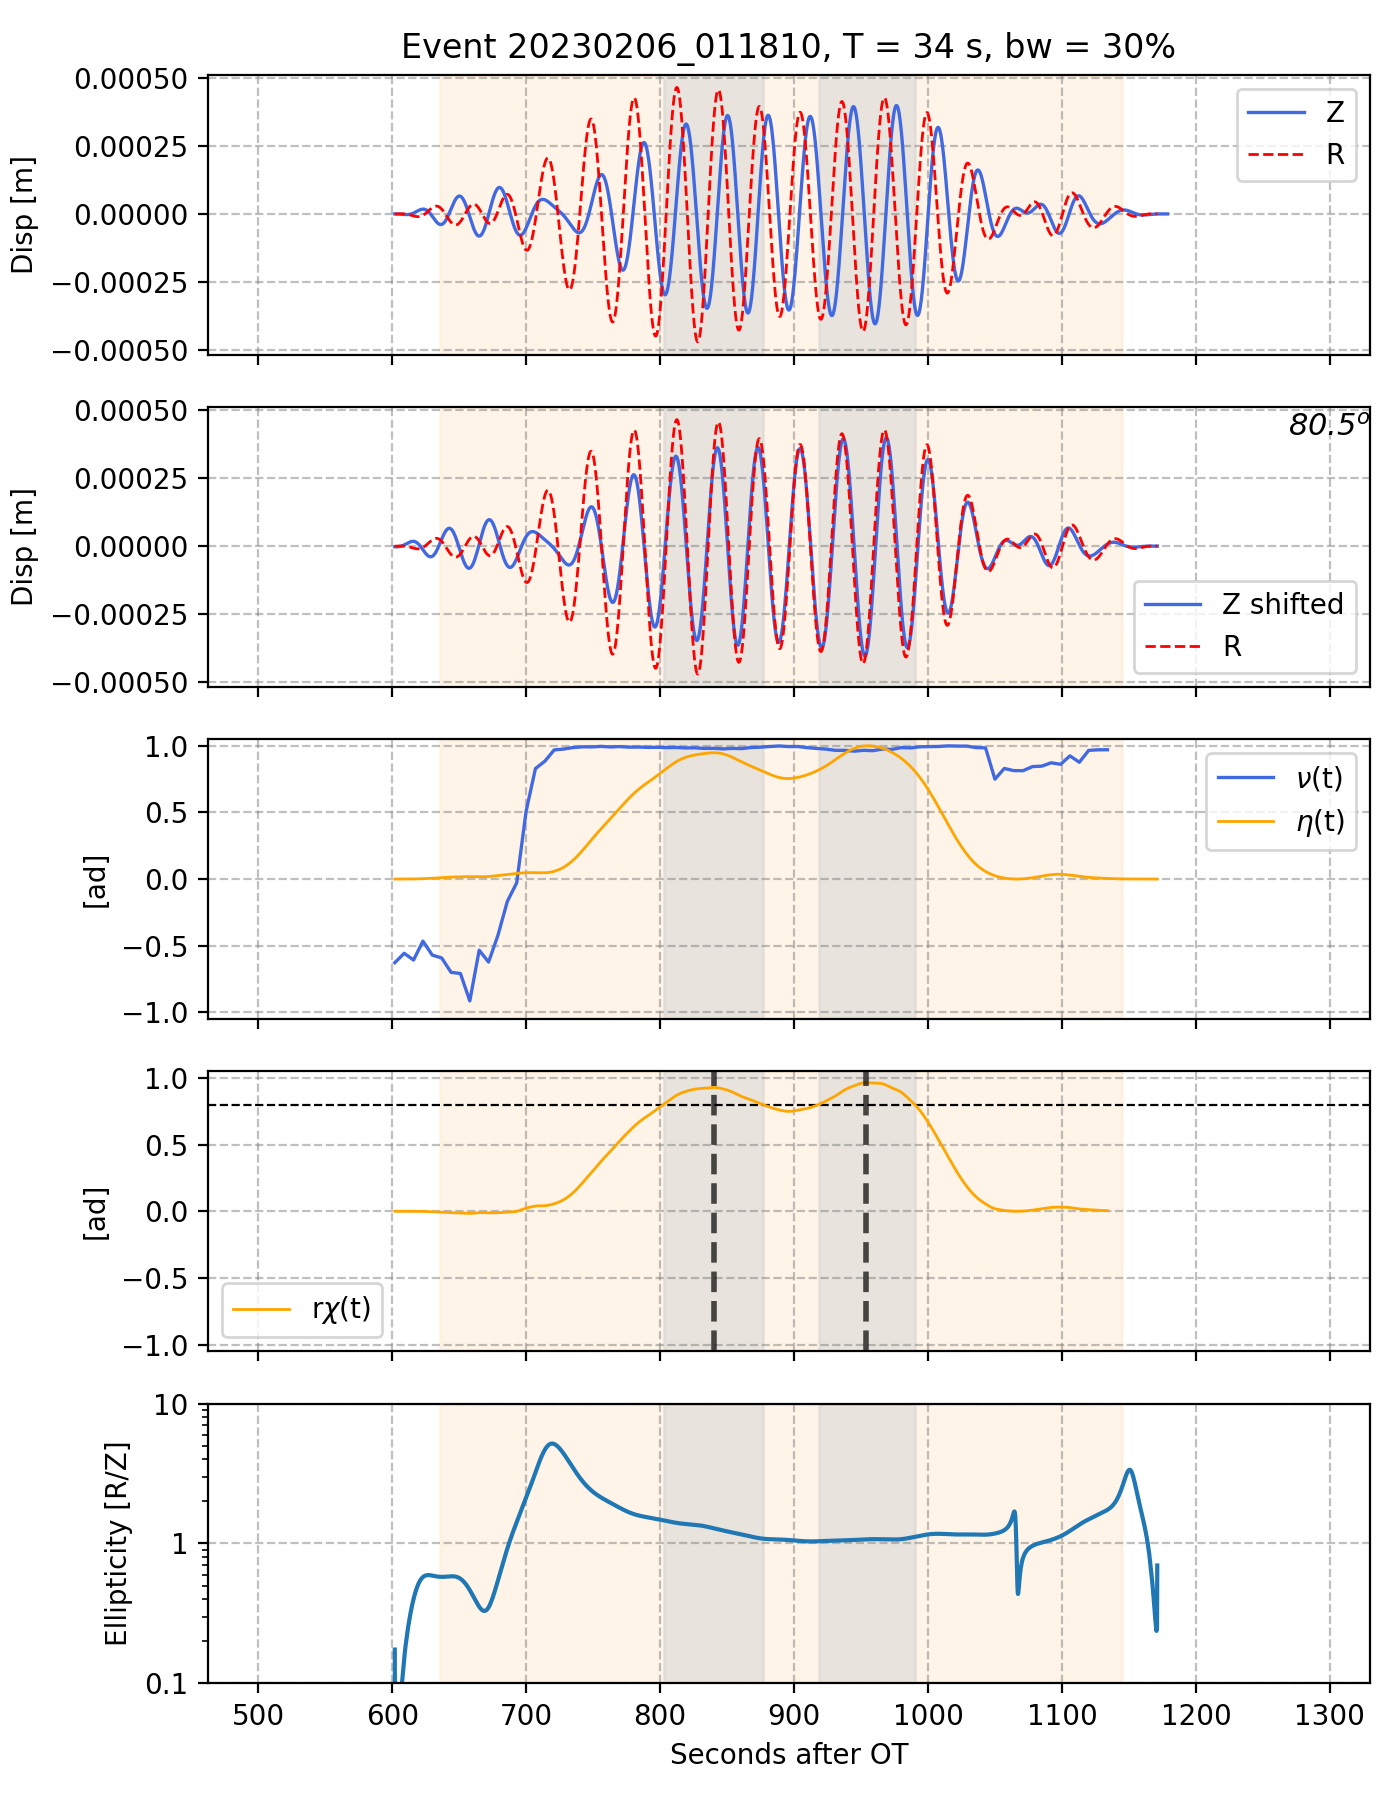 Event 20230206_011810, T = 34 s, bw = 30%
0.00050
0.00025
0.00000
−0.00025
−0.00050
Disp [m]
Z
R
0.00050
0.00025
0.00000
−0.00025
−0.00050
Disp [m]
80.5°
Z shifted
R
1.0
0.5
0.0
−0.5
−1.0
[ad]
ν(t)
η(t)
1.0
0.5
0.0
−0.5
−1.0
[ad]
rχ(t)
10
1
0.1
Ellipticity [R/Z]
500 600 700 800 900 1000 1100 1200 1300
Seconds after OT